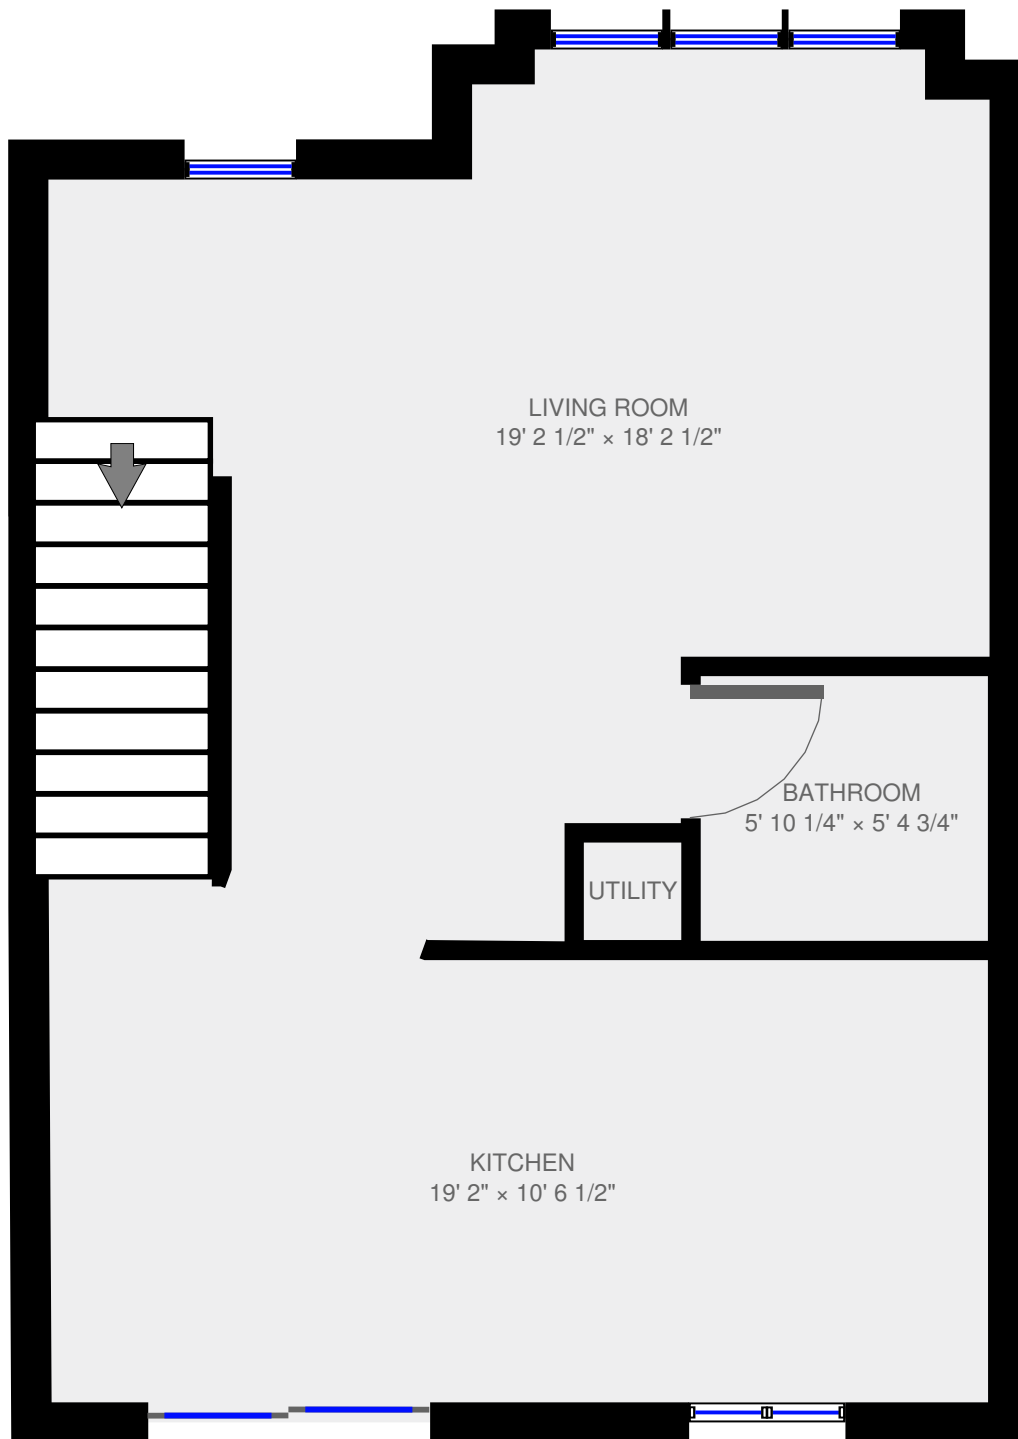 LIVING ROOM
19' 2 1/2" × 18' 2 1/2"
BATHROOM
5' 10 1/4" × 5' 4 3/4"
UTILITY
KITCHEN
19' 2" × 10' 6 1/2"